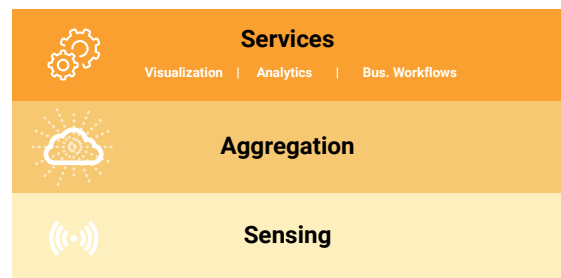 Services
Visualization | Analytics | Bus. Workflows
Aggregation
Sensing